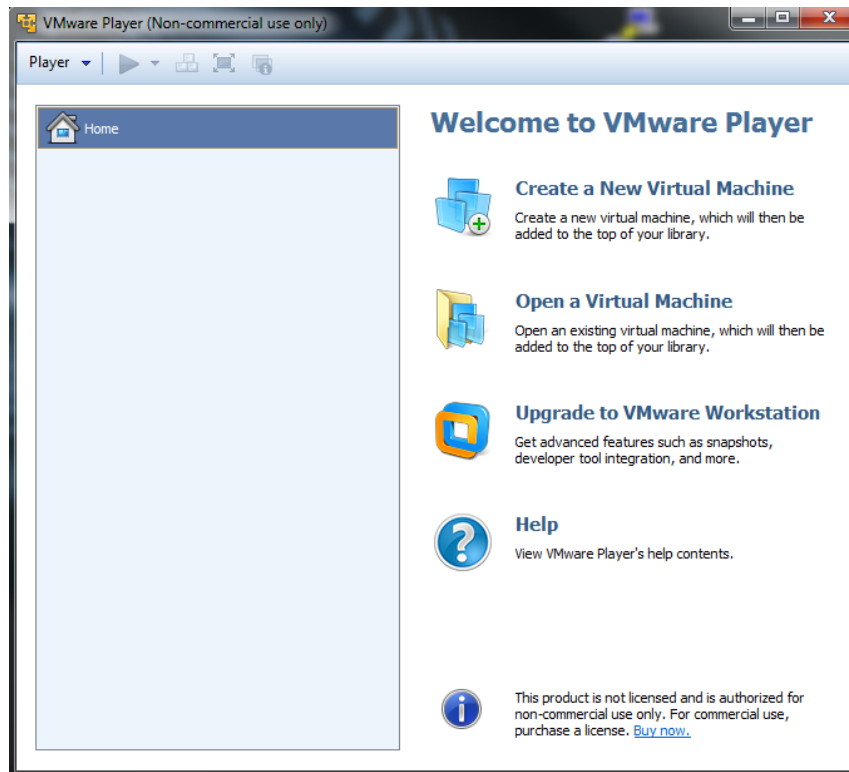 VMware Player (Non-commercial use only)
Player
Home
Welcome to VMware Player
Create a New Virtual Machine
Create a new virtual machine, which will then be
added to the top of your library.
Open a Virtual Machine
Open an existing virtual machine, which will then be
added to the top of your library.
Upgrade to VMware Workstation
Get advanced features such as snapshots,
developer tool integration, and more.
Help
View VMware Player's help contents.
This product is not licensed and is authorized for
non-commercial use only. For commercial use,
purchase a license. Buy now.